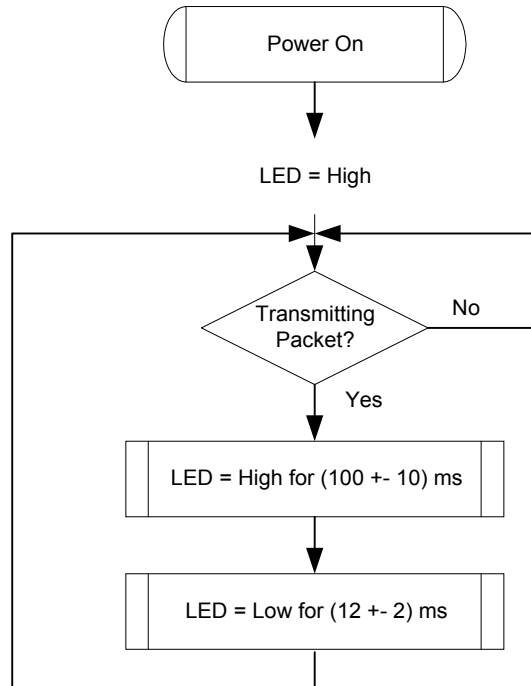 Power On
LED = High
Transmitting
Packet?
No
Yes
LED = High for (100 +- 10) ms
LED = Low for (12 +- 2) ms